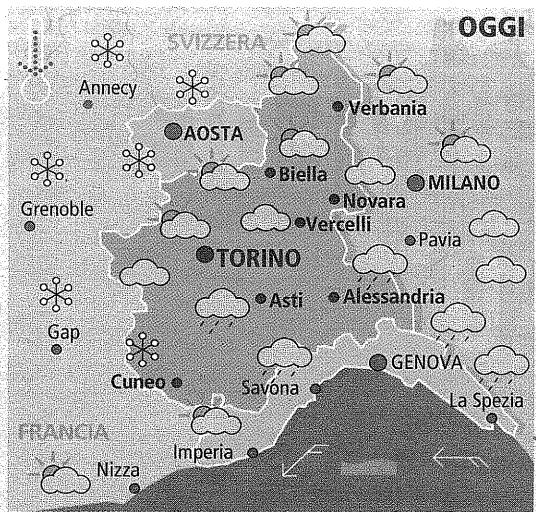 OGGI
SVIZZERA
Annecy
Verbania
AOSTA
Biella
MILANO
Novara
Grenoble
Vercelli
Pavia
TORINO
Asti
Alessandria
Gap
GENOVA
Cuneo
Savona
La Spezia
FRANCIA
Imperia
Nizza